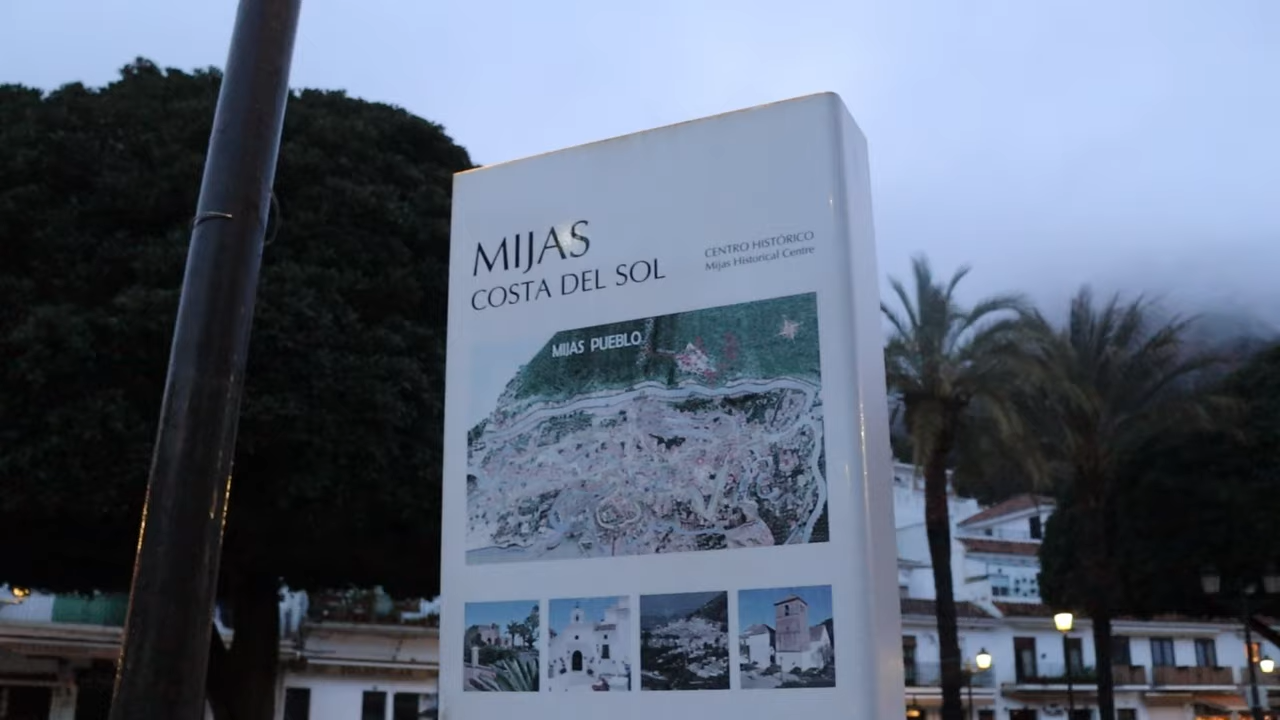 MIJAS
COSTA DEL SOL
CENTRO HISTÓRICO
Mijas Historical Centre
MIJAS PUEBLO